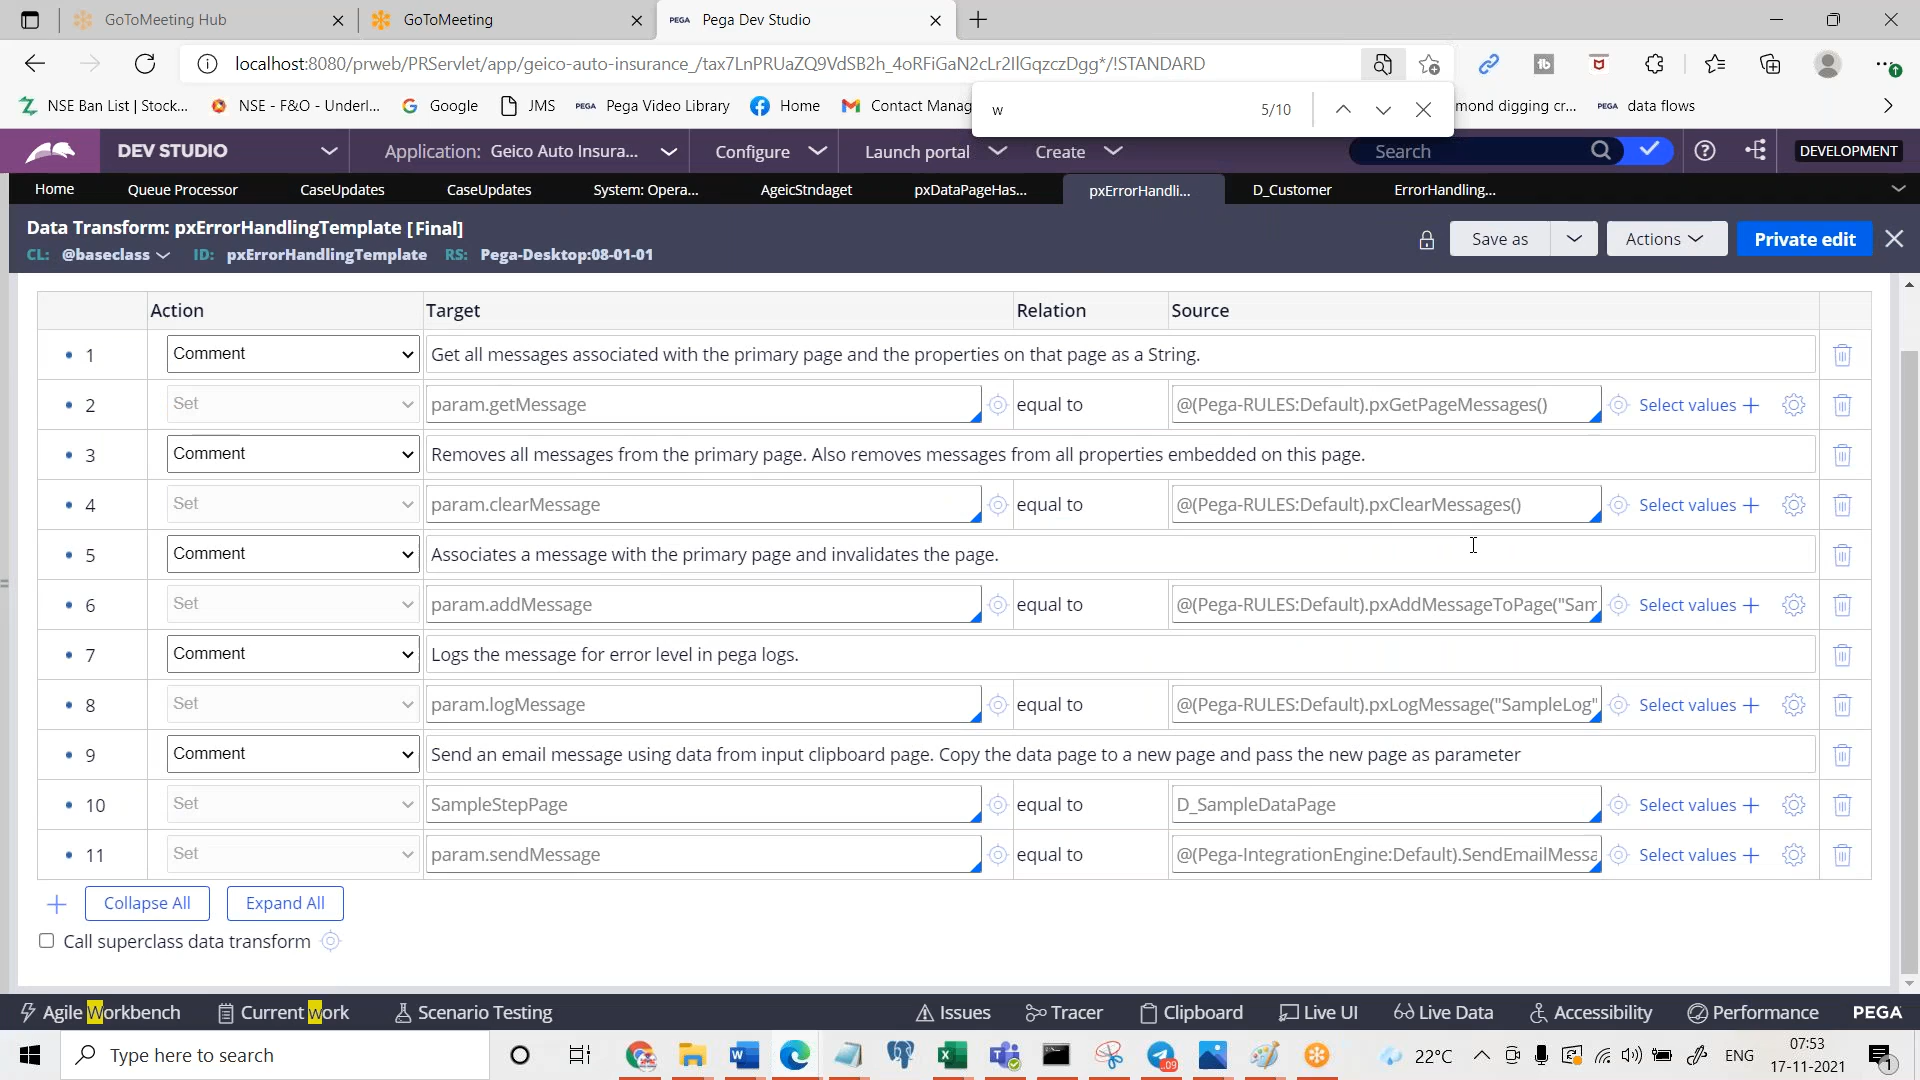 GoToMeeting Hub
GoToMeeting
PEGA Pega Dev Studio
localhost:8080/prweb/PRServlet/app/geico-auto-insurance_/tax7LnPRUaZQ9VdSB2h_4oRFiGaN2cLr2IlGqzczDgg*/!STANDARD
NSE Ban List | Stock...
NSE - F&O - Underl...
Google
JMS
PEGA Pega Video Library
Home
Contact Manag
w
5/10
mond digging cr...
PEGA data flows
DEV STUDIO
Application: Geico Auto Insura...
Configure
Launch portal
Create
Search
DEVELOPMENT
Home
Queue Processor
CaseUpdates
CaseUpdates
System: Opera...
AgeicStndaget
pxDataPageHas...
pxErrorHandli...
D_Customer
ErrorHandling...
Data Transform: pxErrorHandlingTemplate [Final]
CL: @baseclass ID: pxErrorHandlingTemplate RS: Pega-Desktop:08-01-01
Save as
Actions
Private edit
Action Target Relation Source
1 Comment Get all messages associated with the primary page and the properties on that page as a String.
2 Set param.getMessage equal to @(Pega-RULES:Default).pxGetPageMessages() Select values
3 Comment Removes all messages from the primary page. Also removes messages from all properties embedded on this page.
4 Set param.clearMessage equal to @(Pega-RULES:Default).pxClearMessages() Select values
5 Comment Associates a message with the primary page and invalidates the page.
6 Set param.addMessage equal to @(Pega-RULES:Default).pxAddMessageToPage("Sam Select values
7 Comment Logs the message for error level in pega logs.
8 Set param.logMessage equal to @(Pega-RULES:Default).pxLogMessage("SampleLog" Select values
9 Comment Send an email message using data from input clipboard page. Copy the data page to a new page and pass the new page as parameter
10 Set SampleStepPage equal to D_SampleDataPage Select values
11 Set param.sendMessage equal to @(Pega-IntegrationEngine:Default).SendEmailMessa Select values
Collapse All
Expand All
Call superclass data transform
Agile Workbench
Current work
Scenario Testing
Issues
Tracer
Clipboard
Live UI
Live Data
Accessibility
Performance
PEGA
Type here to search
22°C
ENG
07:53
17-11-2021
1